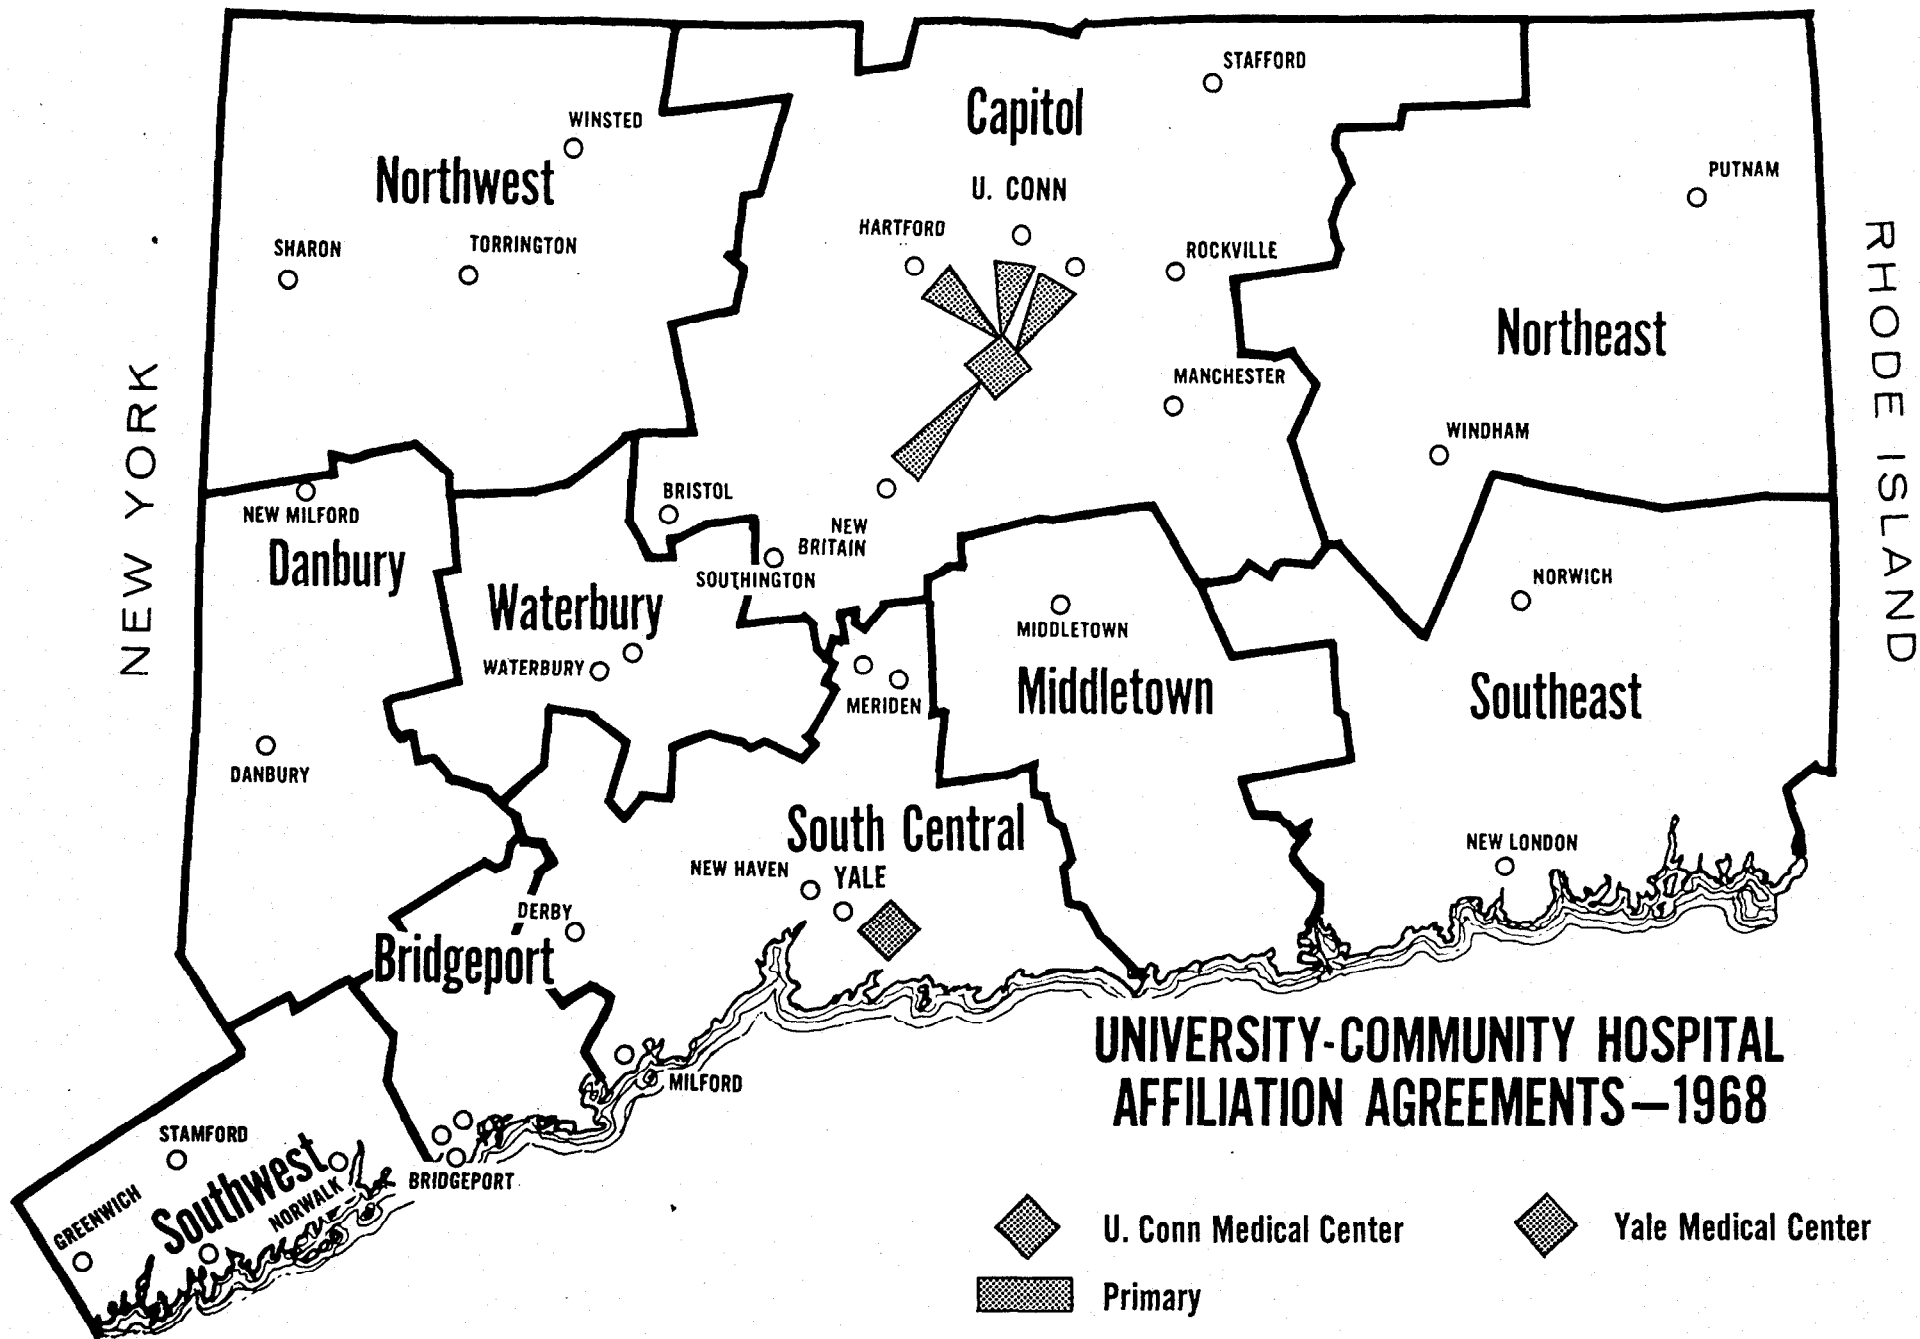 STAFFORD
Capitol
WINSTED
Northwest
PUTNAM
U. CONN
HARTFORD
SHARON
TORRINGTON
ROCKVILLE
RHODE ISLAND
Northeast
NEW YORK
MANCHESTER
WINDHAM
BRISTOL
NEW MILFORD
NEW
BRITAIN
Danbury
SOUTHINGTON
NORWICH
Waterbury
MIDDLETOWN
WATERBURY
Middletown
Southeast
MERIDEN
DANBURY
South Central
NEW LONDON
NEW HAVEN
YALE
DERBY
Bridgeport
UNIVERSITY-COMMUNITY HOSPITAL
AFFILIATION AGREEMENTS—1968
MILFORD
STAMFORD
BRIDGEPORT
Southwest
NORWALK
GREENWICH
U. Conn Medical Center
Yale Medical Center
Primary